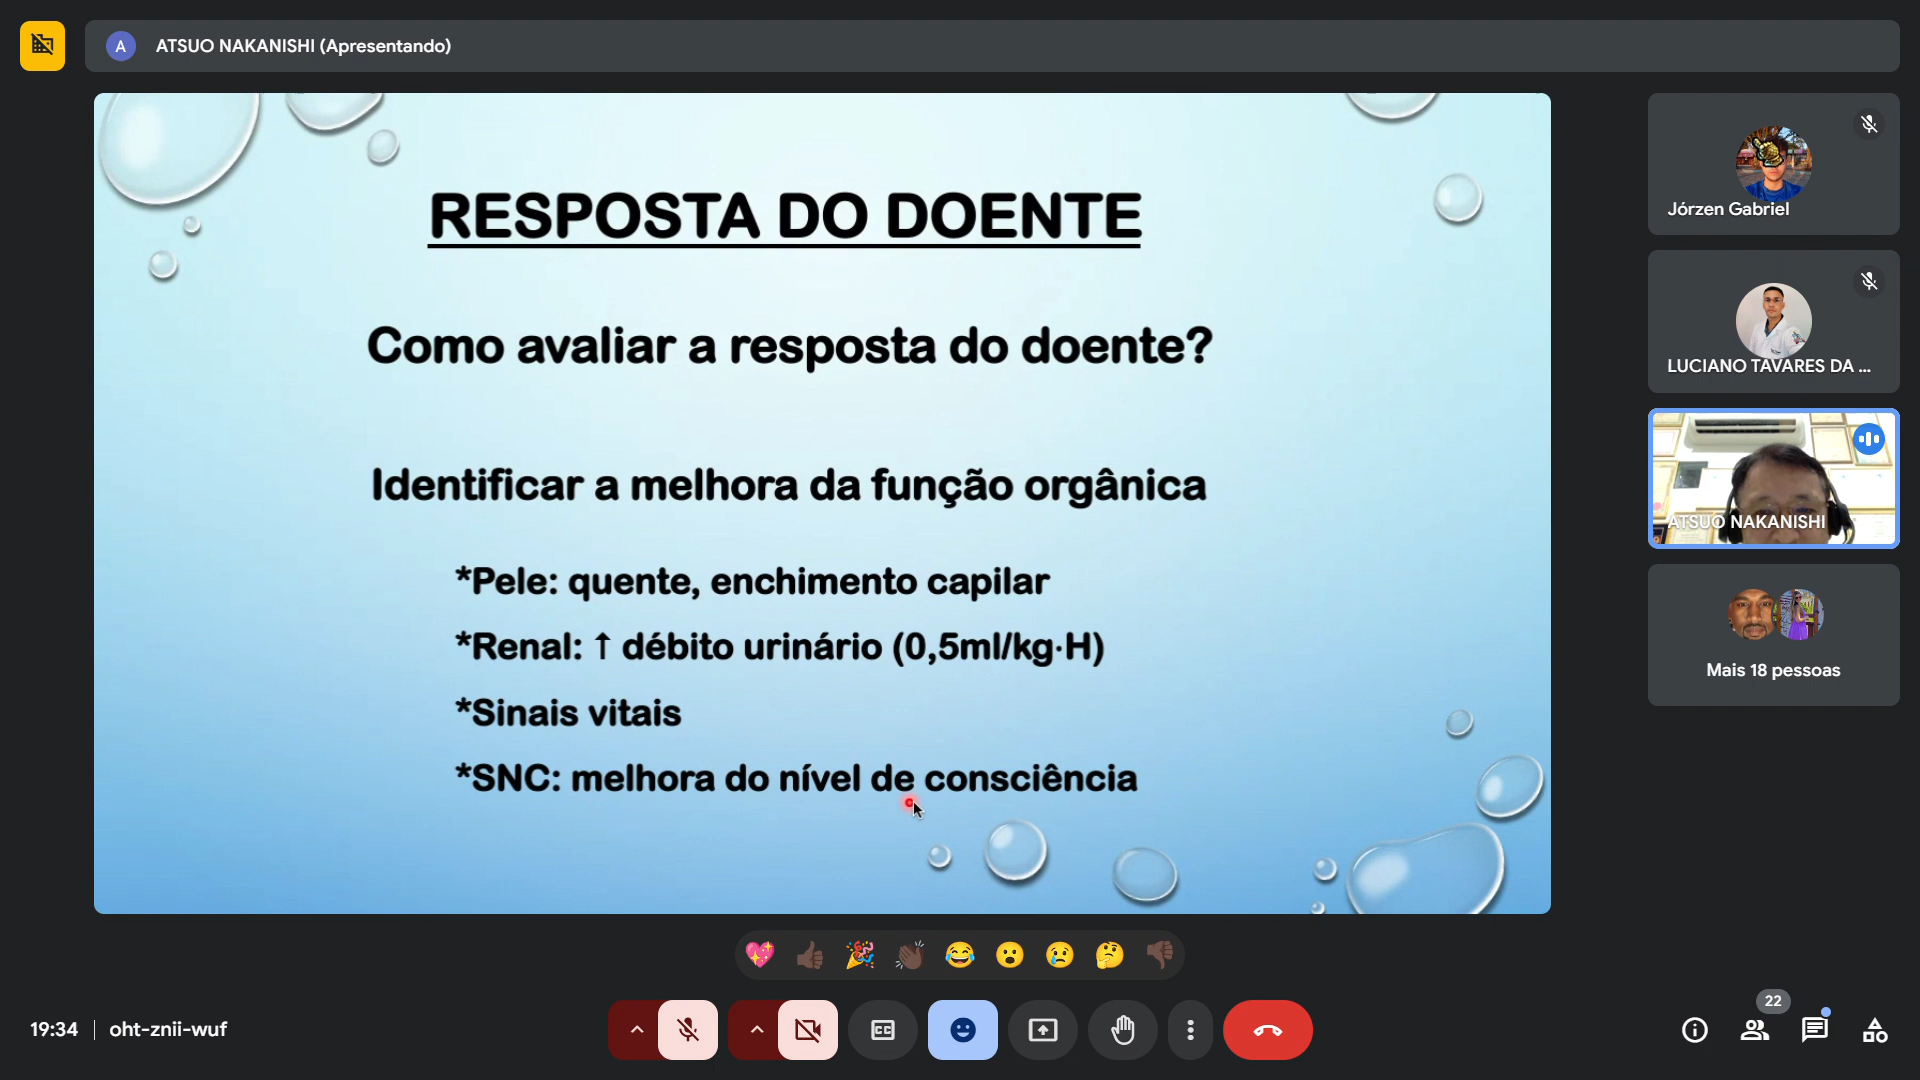 A ATSUO NAKANISHI (Apresentando)
RESPOSTA DO DOENTE
Como avaliar a resposta do doente?
Identificar a melhora da função orgânica
*Pele: quente, enchimento capilar
*Renal: ↑ débito urinário (0,5ml/kg·H)
*Sinais vitais
*SNC: melhora do nível de consciência
Jórzen Gabriel
LUCIANO TAVARES DA ...
ATSUO NAKANISHI
Mais 18 pessoas
19:34 | oht-znii-wuf
CC
22